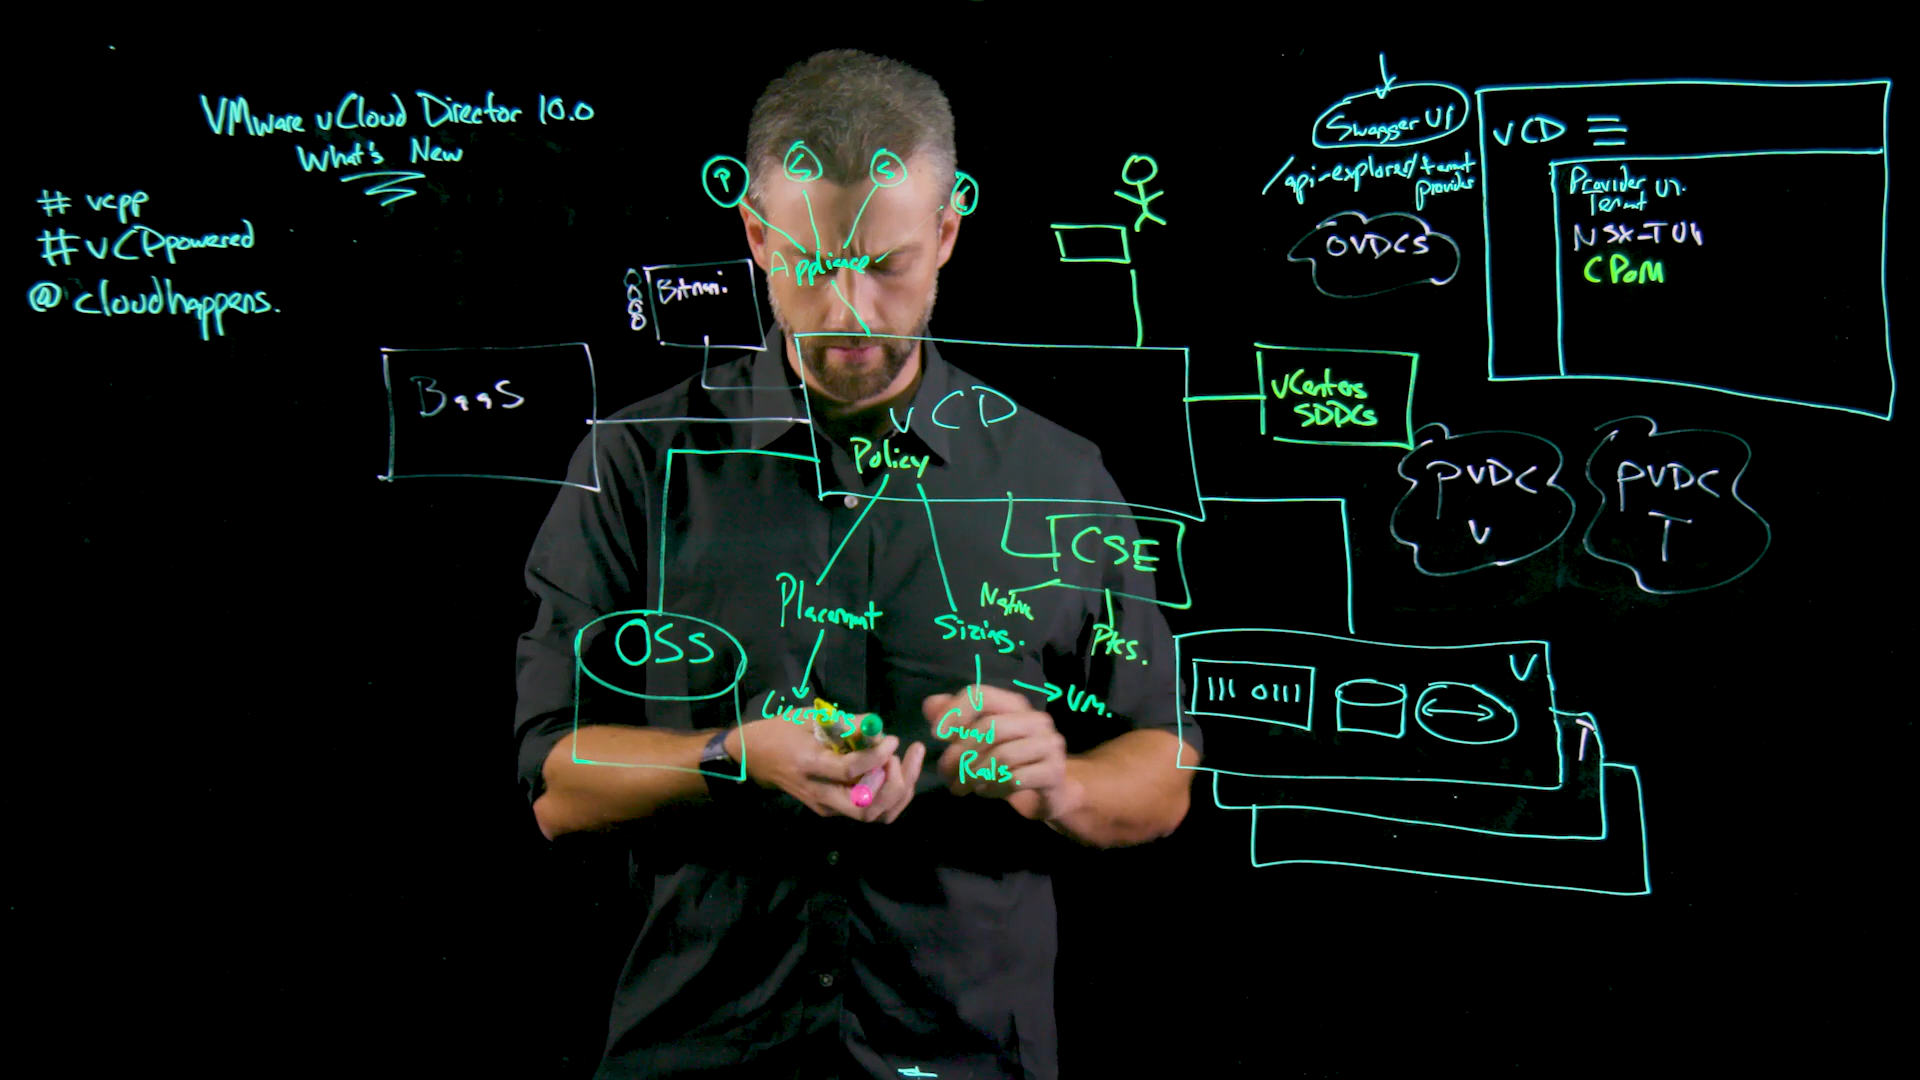 VMware vCloud Director 10.0
What's New
# vcpp
# vCDpowered
@cloudhappens.
P
S
S
Appliance
Bitnami
BaaS
vCD
Policy
Placement
Licensing
Sizing.
Guard
Rails.
→ VM.
CSE
Native
PKS.
OSS
vCenters
SDDCs
Swagger UI
/api-explorer/tenant
provider
OVDCs
VCD
Provider UI.
Tenant
NSX-T UI
CPOM
PVDC
V
PVDC
T
V
T